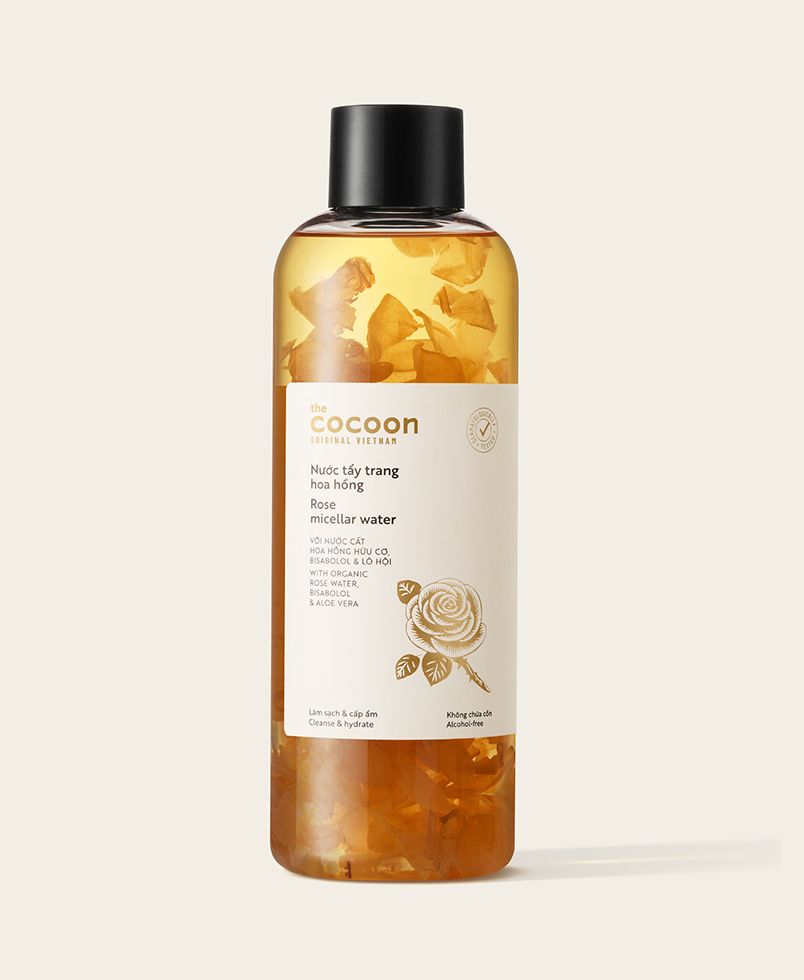 the
cocoon
ORIGINAL VIETNAM
DERMATOLOGICALLY
TESTED
Nước tẩy trang
hoa hồng
Rose
micellar water
VỚI NƯỚC CẤT
HOA HỒNG HỮU CƠ,
BISABOLOL & LÔ HỘI
WITH ORGANIC
ROSE WATER,
BISABOLOL
& ALOE VERA
Làm sạch & cấp ẩm
Cleanse & hydrate
Không chứa cồn
Alcohol-free